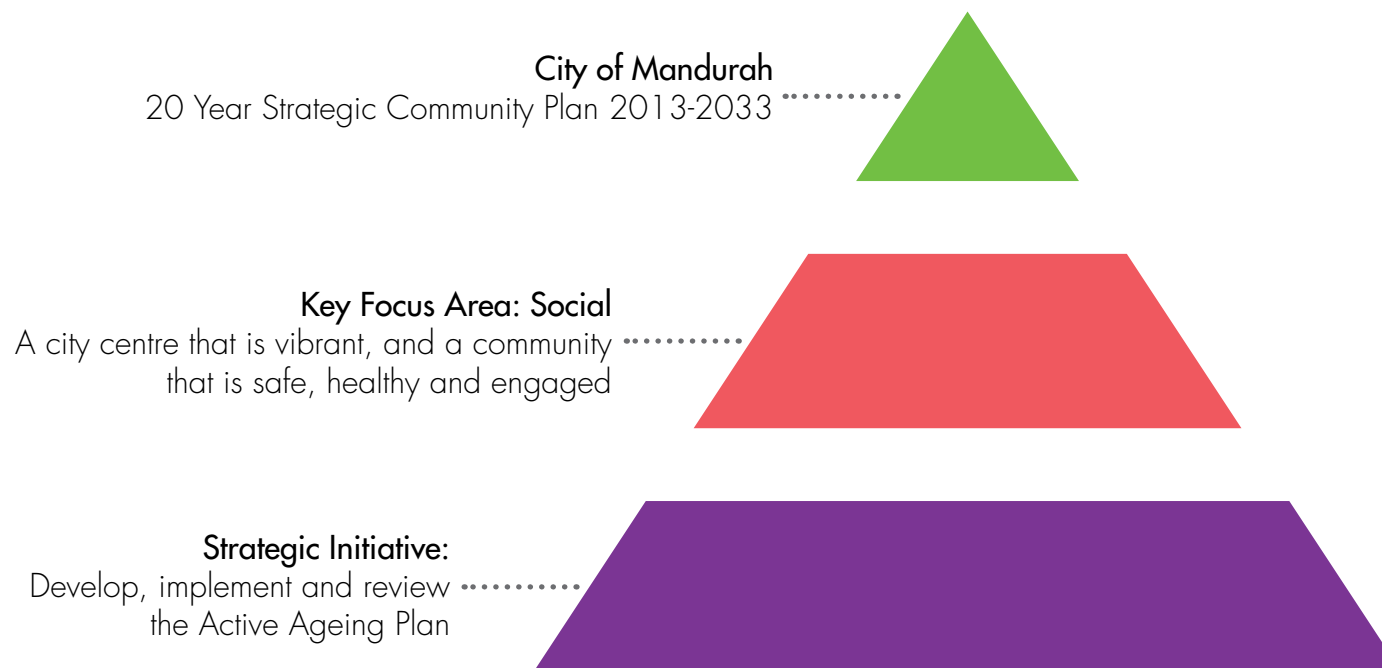 City of Mandurah
20 Year Strategic Community Plan 2013-2033
Key Focus Area: Social
A city centre that is vibrant, and a community
that is safe, healthy and engaged
Strategic Initiative:
Develop, implement and review
the Active Ageing Plan